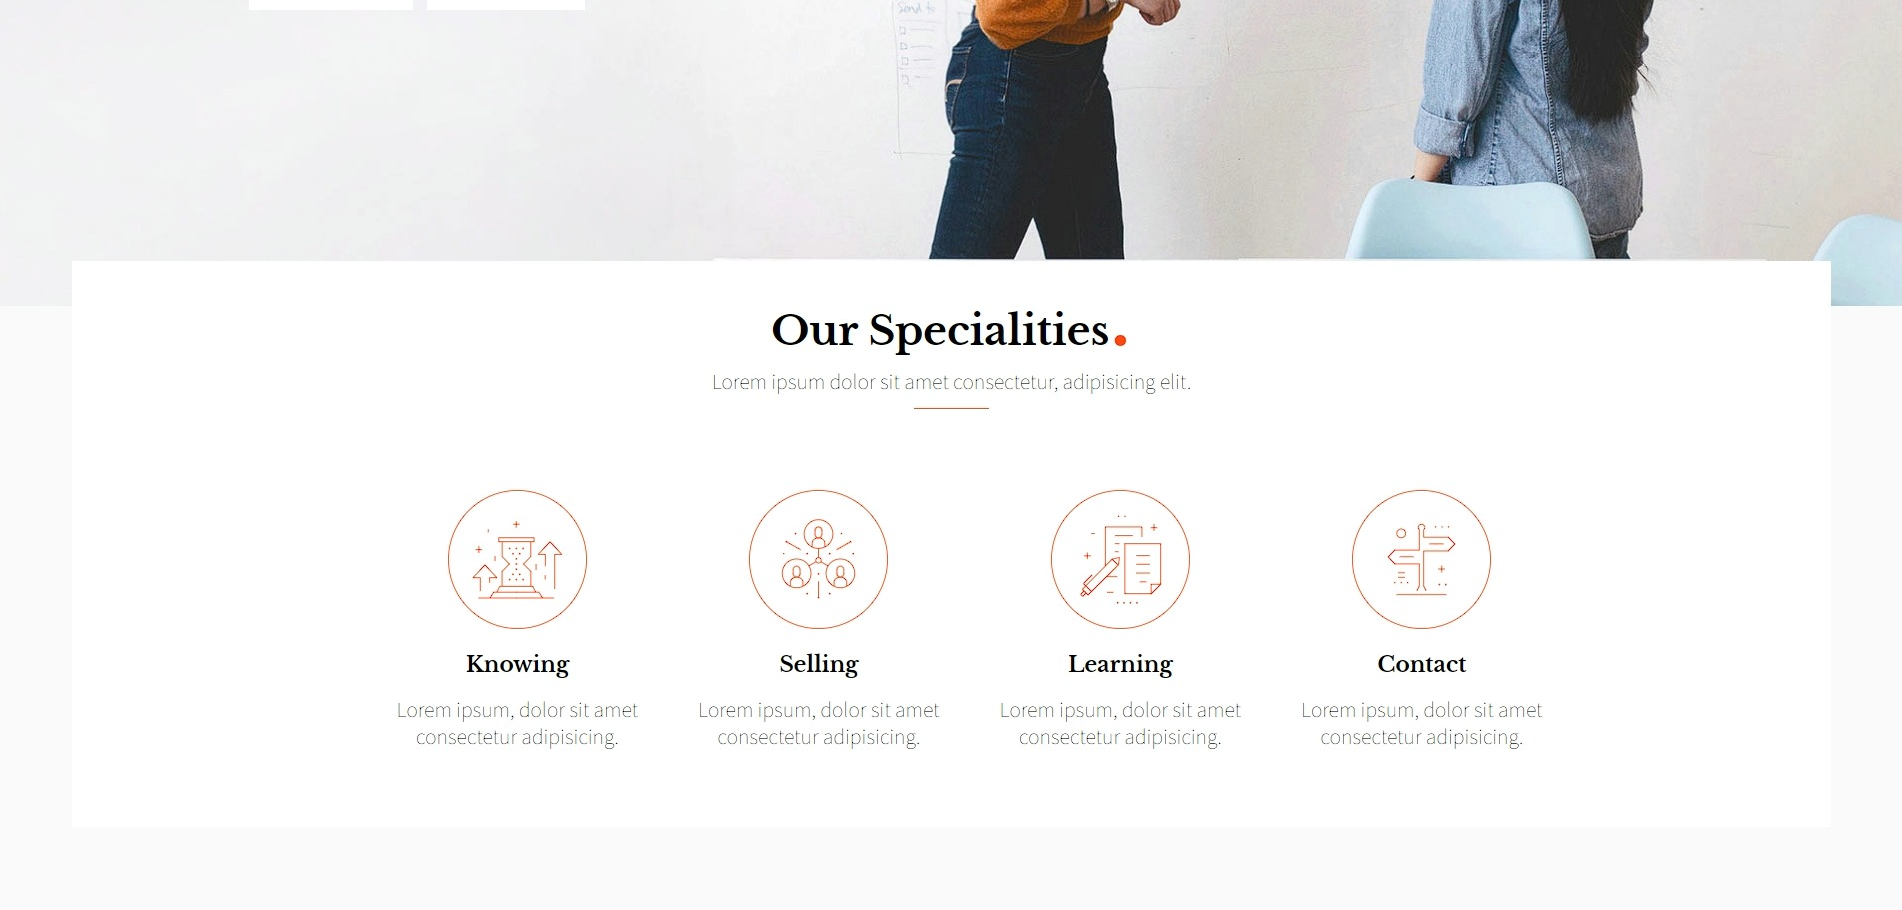 Send to
Our Specialities.
Lorem ipsum dolor sit amet consectetur, adipisicing elit.
Knowing
Selling
Learning
Contact
Lorem ipsum, dolor sit amet
consectetur adipisicing.
Lorem ipsum, dolor sit amet
consectetur adipisicing.
Lorem ipsum, dolor sit amet
consectetur adipisicing.
Lorem ipsum, dolor sit amet
consectetur adipisicing.